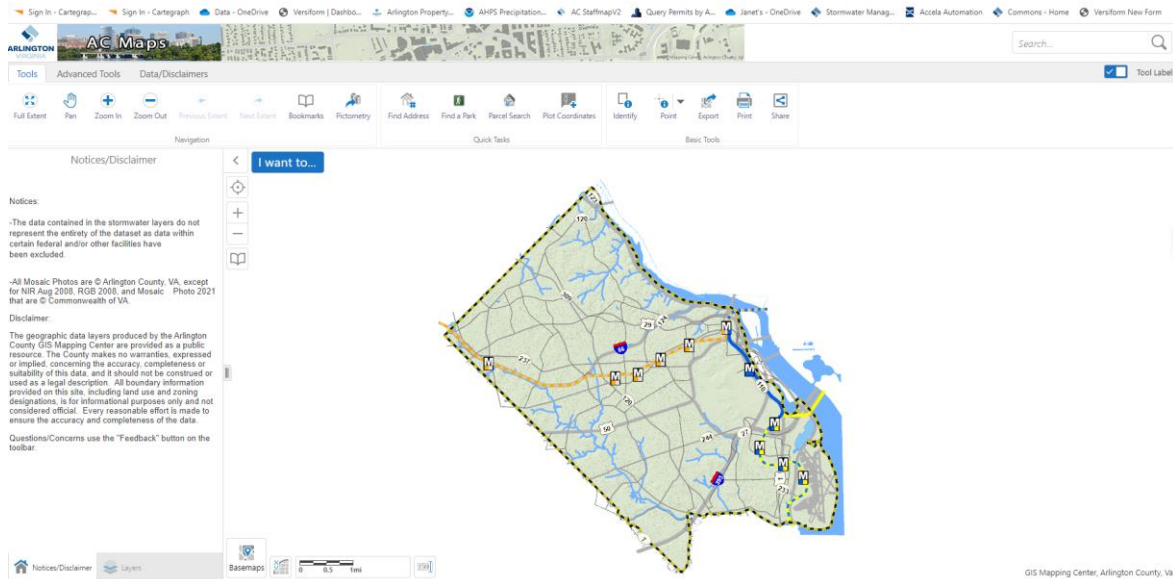 Sign In - Cartegrap... Sign In - Cartegraph Data - OneDrive Versiform | Dashbo... Arlington Property... AHPS Precipitation... AC StaffmapV2 Query Permits by A... Janet's - OneDrive Stormwater Manag... Accela Automation Commons - Home Versiform New Form
ARLINGTON
VIRGINIA
AC Maps
Search...
Tools Advanced Tools Data/Disclaimers
Tool Label
Full Extent Pan Zoom In Zoom Out Previous Extent Next Extent Bookmarks Pictometry Find Address Find a Park Parcel Search Plot Coordinates Identify Point Export Print Share
Navigation Quick Tasks Basic Tools
Notices/Disclaimer
I want to...
Notices:
-The data contained in the stormwater layers do not
represent the entirety of the dataset as data within
certain federal and/or other facilities have
been excluded.
-All Mosaic Photos are © Arlington County, VA, except
for NIR Aug 2008, RGB 2008, and Mosaic Photo 2021
that are © Commonwealth of VA.
Disclaimer:
The geographic data layers produced by the Arlington
County GIS Mapping Center are provided as a public
resource. The County makes no warranties, expressed
or implied, concerning the accuracy, completeness or
suitability of this data, and it should not be construed or
used as a legal description. All boundary information
provided on this site, including land use and zoning
designations, is for informational purposes only and not
considered official. Every reasonable effort is made to
ensure the accuracy and completeness of the data.
Questions/Concerns use the "Feedback" button on the
toolbar.
123
120
309
29
124
66
237
M
M
M
M
M
M
110
M
120
50
244
27
M
M
M
M
1
233
1
Notices/Disclaimer Layers
Basemaps
0 0.5 1mi
GIS Mapping Center, Arlington County, Va